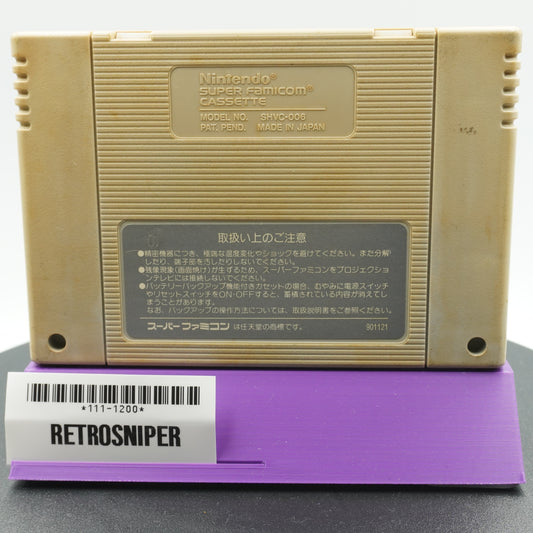 Nintendo®
SUPER FAMICOM®
CASSETTE
MODEL NO. SHVC-006
PAT. PEND. MADE IN JAPAN
取扱い上のご注意
●精密機器につき、極端な温度変化やショックを避けてください。また分解
したり、端子部を汚したりしないでください。
●残像現象(画面焼け)が生ずるため、スーパーファミコンをプロジェクション
テレビには接続しないでください。
●バッテリーバックアップ機能付きカセットの場合、むやみに電源スイッチ
やリセットスイッチをON・OFFすると、蓄積されている内容が消えてし
まうことがあります。
なお、バックアップの操作方法については、取扱説明書をご参照ください。
スーパーファミコン は任天堂の商標です。 901121
*111-1200*
RETROSNIPER